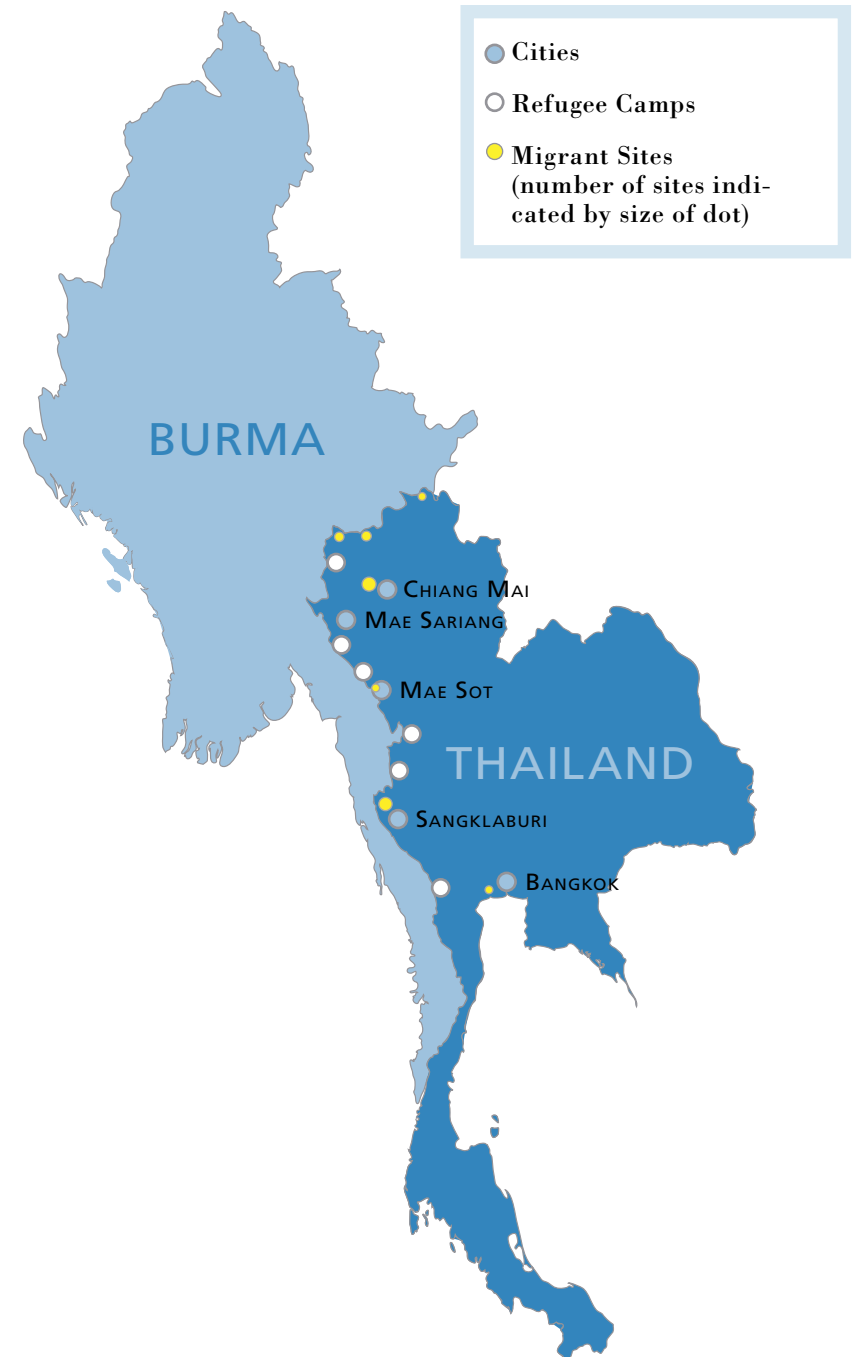 Cities
Refugee Camps
Migrant Sites
(number of sites indi-
cated by size of dot)
BURMA
Chiang Mai
Mae Sariang
Mae Sot
THAILAND
Sangklaburi
Bangkok